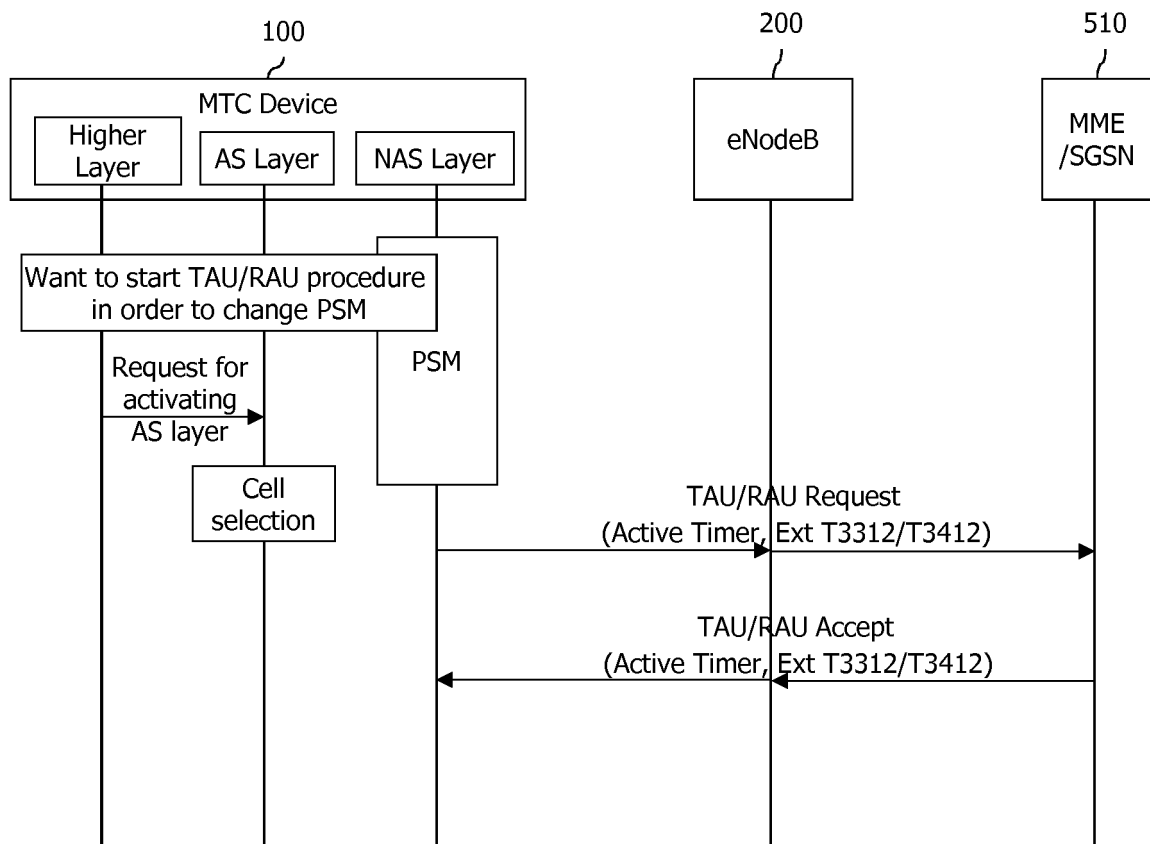 100
200
510
MTC Device
Higher
Layer
AS Layer
NAS Layer
eNodeB
MME
/SGSN
Want to start TAU/RAU procedure
in order to change PSM
PSM
Request for
activating
AS layer
Cell
selection
TAU/RAU Request
(Active Timer, Ext T3312/T3412)
TAU/RAU Accept
(Active Timer, Ext T3312/T3412)